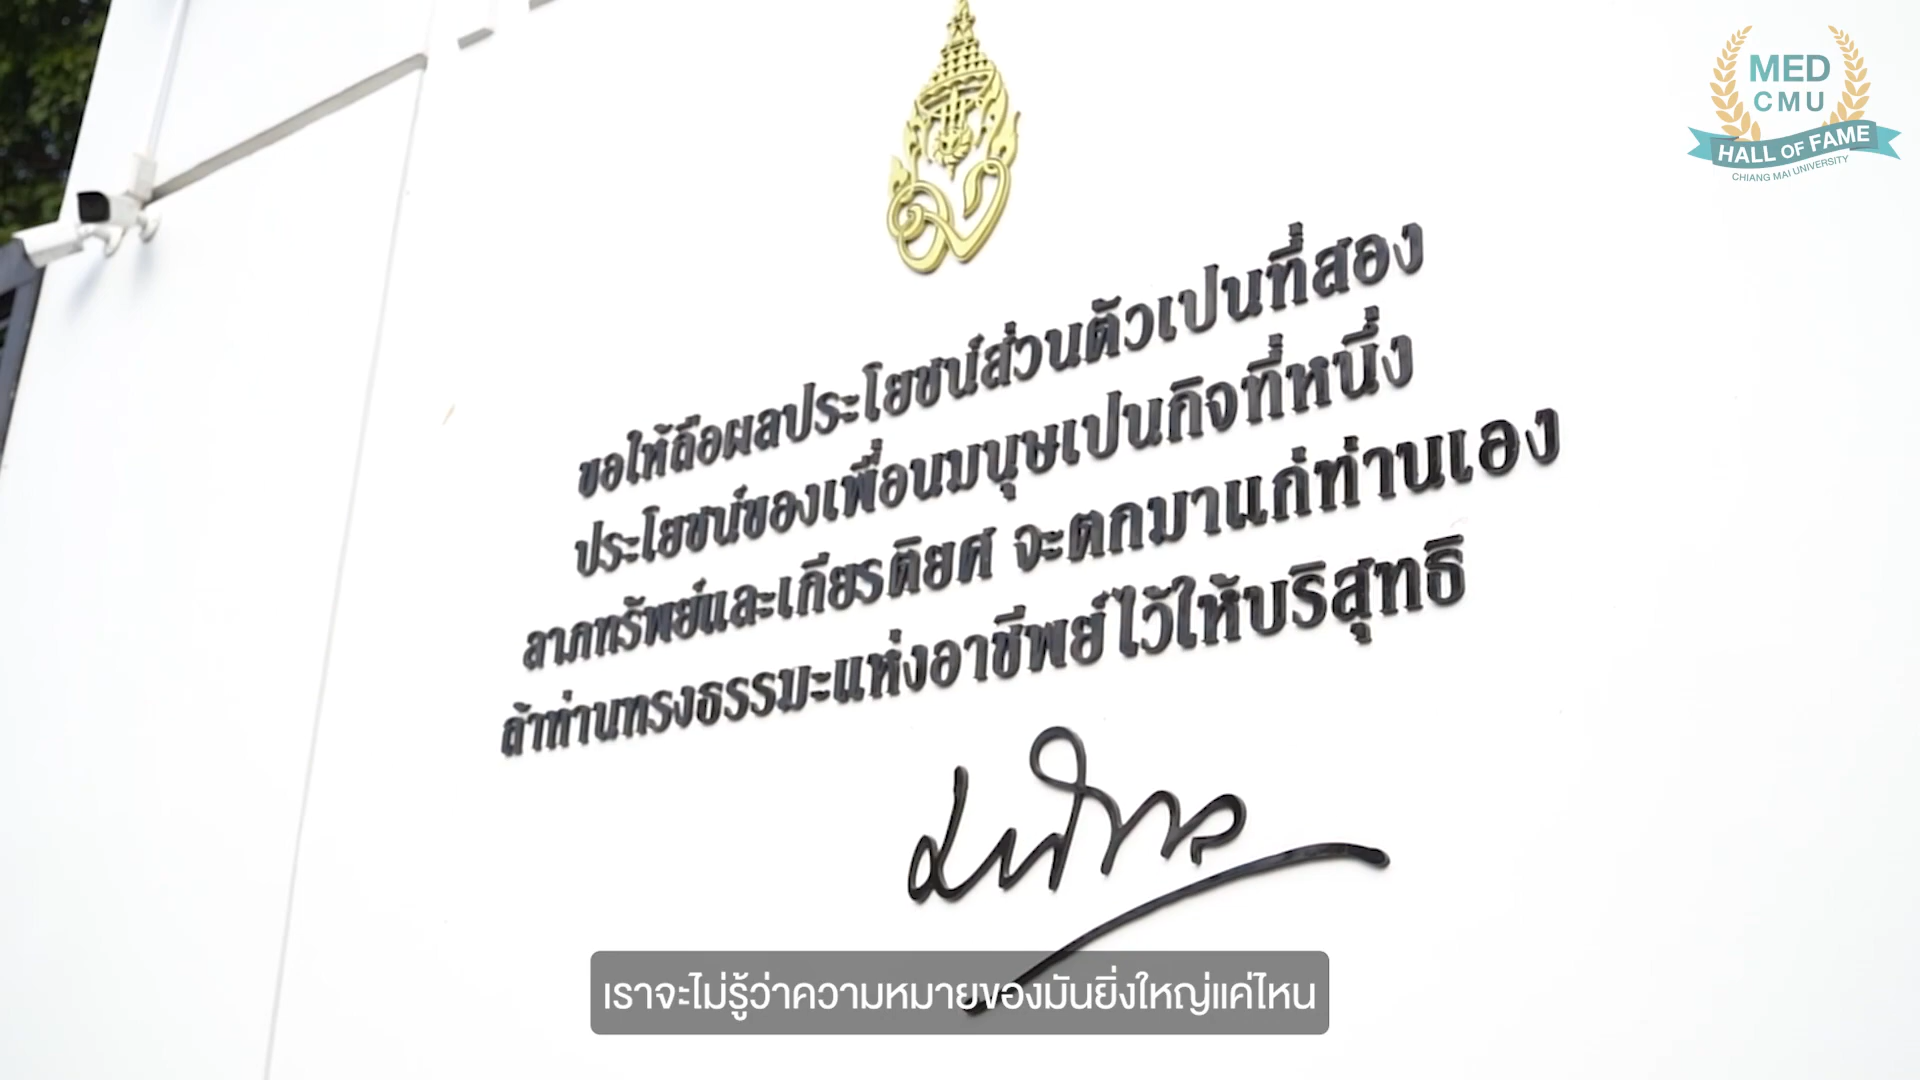 MED
CMU
HALL OF FAME
CHIANG MAI UNIVERSITY
ขอให้ถือผลประโยชน์ส่วนตัวเปนที่สอง
ประโยชน์ของเพื่อนมนุษเปนกิจที่หนึ่ง
ลาภทรัพย์และเกียรติยศ จะตกมาแก่ท่านเอง
ถ้าท่านทรงธรรมะแห่งอาชีพย์ไว้ให้บริสุทธิ
เราจะไม่รู้ว่าความหมายของมันยิ่งใหญ่แค่ไหน